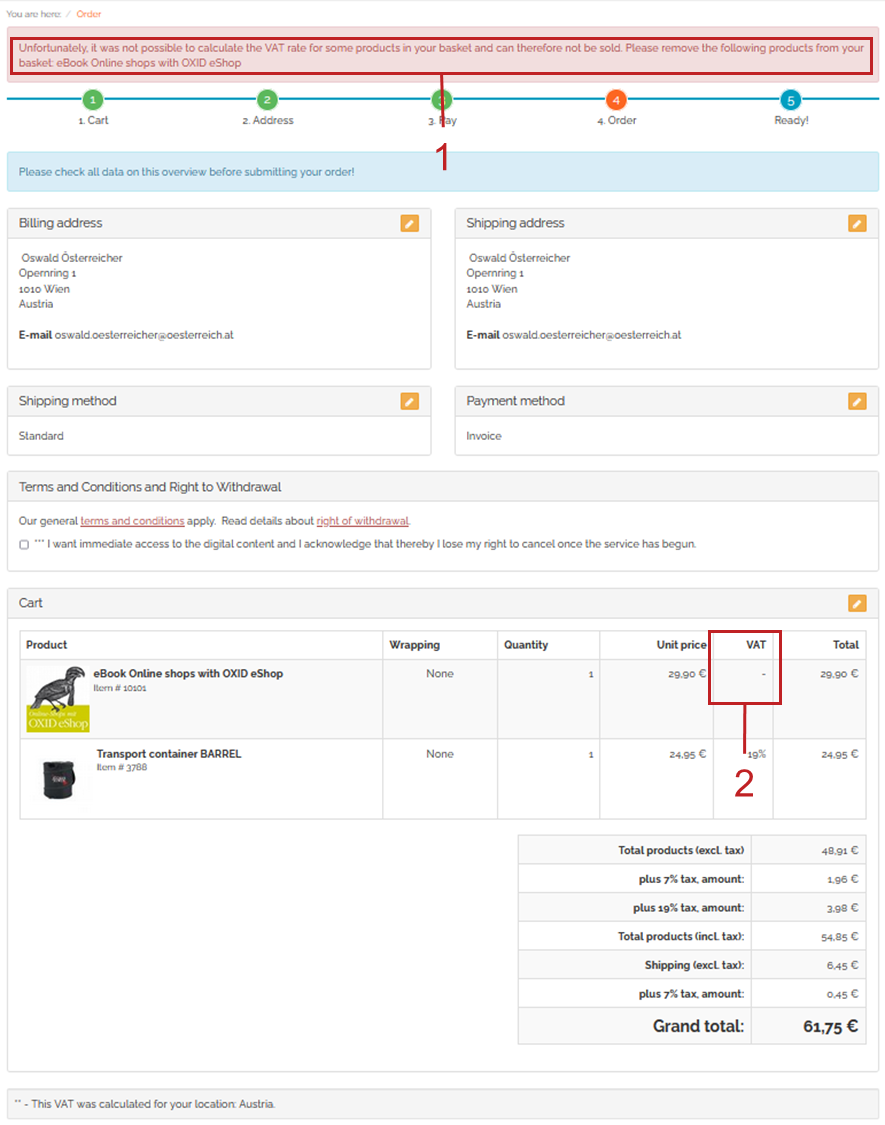 You are here: / Order
Unfortunately, it was not possible to calculate the VAT rate for some products in your basket and can therefore not be sold. Please remove the following products from your
basket: eBook Online shops with OXID eShop
1 2 3 4 5
1. Cart 2. Address 3. Pay 4. Order Ready!
1
Please check all data on this overview before submitting your order!
Billing address
Oswald Österreicher
Opernring 1
1010 Wien
Austria
E-mail oswald.oesterreicher@oesterreich.at
Shipping address
Oswald Österreicher
Opernring 1
1010 Wien
Austria
E-mail oswald.oesterreicher@oesterreich.at
Shipping method
Standard
Payment method
Invoice
Terms and Conditions and Right to Withdrawal
Our general terms and conditions apply. Read details about right of withdrawal.
*** I want immediate access to the digital content and I acknowledge that thereby I lose my right to cancel once the service has begun.
Cart
Product Wrapping Quantity Unit price VAT Total
eBook Online shops with OXID eShop None 1 29,90 € - 29,90 €
Item # 10101
Online-Shops mit
OXID eShop
Transport container BARREL None 1 24,95 € 19% 24,95 €
Item # 3788
2
Total products (excl. tax) 48,91 €
plus 7% tax, amount: 1,96 €
plus 19% tax, amount: 3,98 €
Total products (incl. tax): 54,85 €
Shipping (excl. tax): 6,45 €
plus 7% tax, amount: 0,45 €
Grand total: 61,75 €
** - This VAT was calculated for your location: Austria.